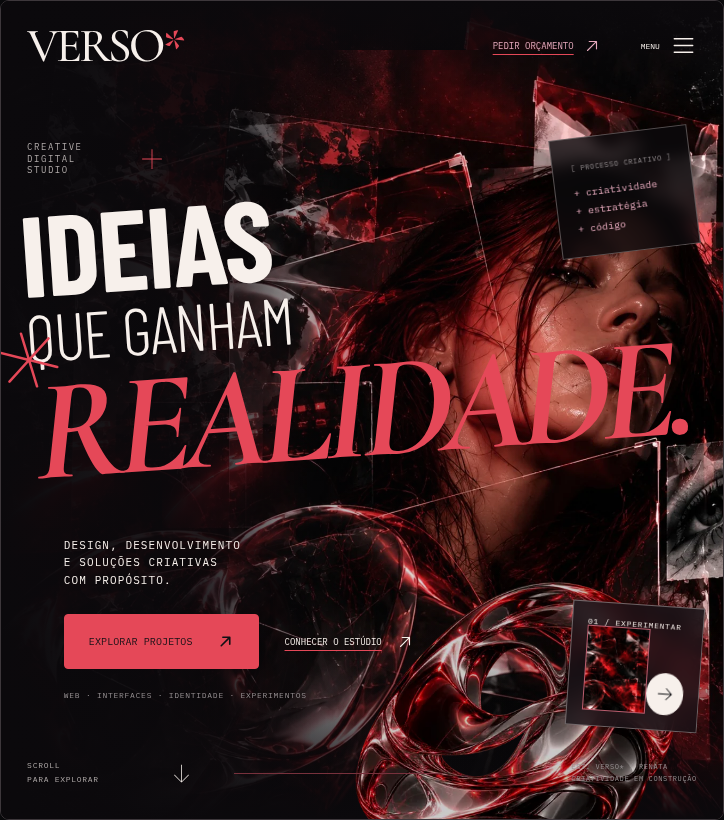 VERSO*
PEDIR ORÇAMENTO
MENU
CREATIVE
DIGITAL
STUDIO
[ PROCESSO CRIATIVO ]
+ criatividade
+ estratégia
+ código
IDEIAS
QUE GANHAM
REALIDADE.
DESIGN, DESENVOLVIMENTO
E SOLUÇÕES CRIATIVAS
COM PROPÓSITO.
EXPLORAR PROJETOS
CONHECER O ESTÚDIO
WEB · INTERFACES · IDENTIDADE · EXPERIMENTOS
01 / EXPERIMENTAR
SCROLL
PARA EXPLORAR
VERSO* RENATA
CRIATIVIDADE EM CONSTRUÇÃO